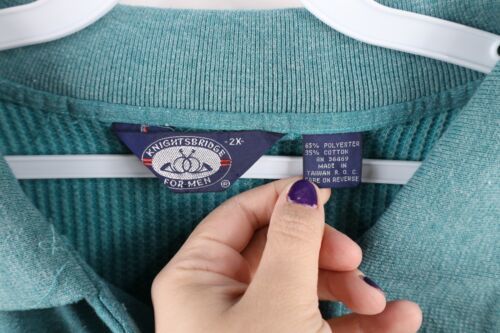 KNIGHTSBRIDGE
FOR MEN
®
-2X-
65% POLYESTER
35% COTTON
RN 36469
MADE IN
TAIWAN R.O.C.
CARE ON REVERSE